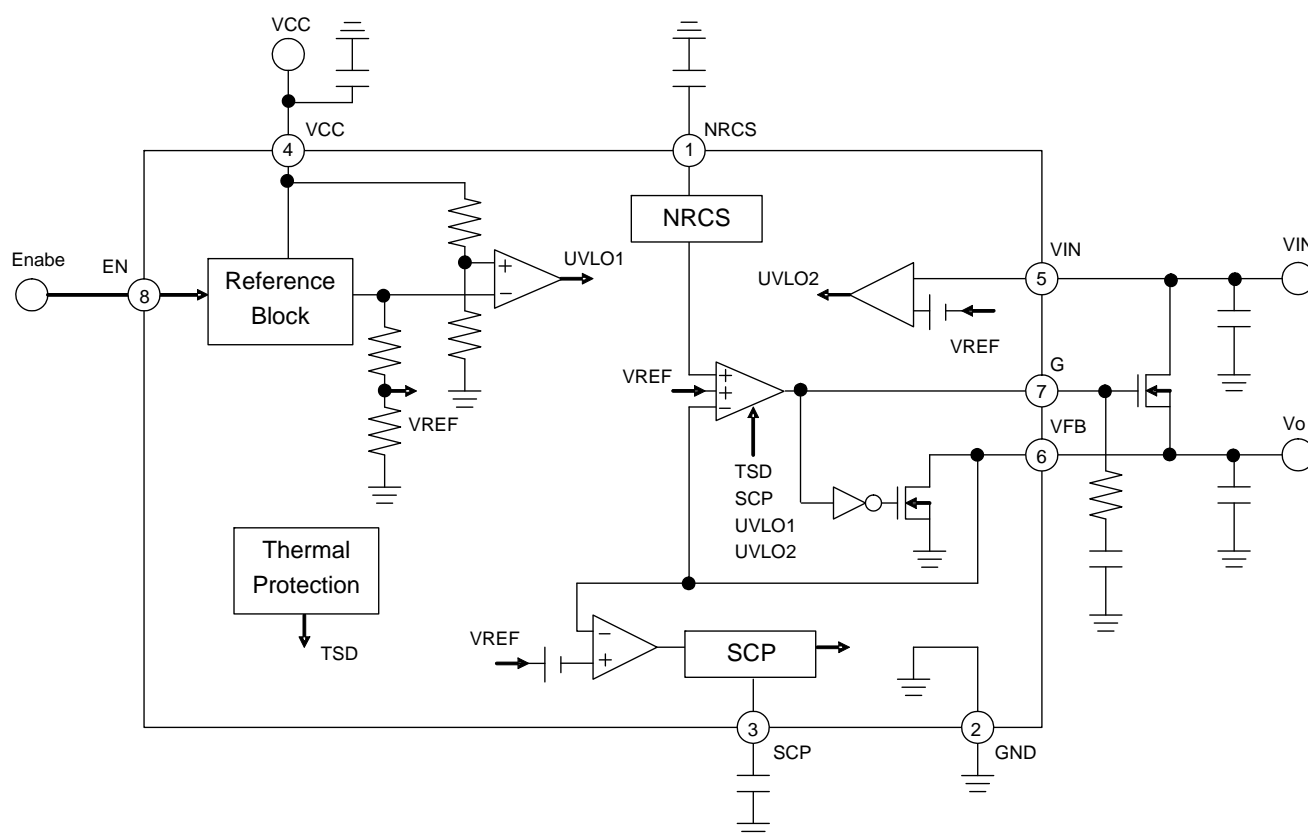 VCC
VCC
4
NRCS
1
NRCS
Enabe
EN
8
Reference
Block
+
−
UVLO1
VREF
UVLO2
VREF
VIN
5
VIN
VREF
+
+
−
G
7
VFB
6
Vo
TSD
SCP
UVLO1
UVLO2
Thermal
Protection
TSD
VREF
−
+
SCP
3
SCP
2
GND